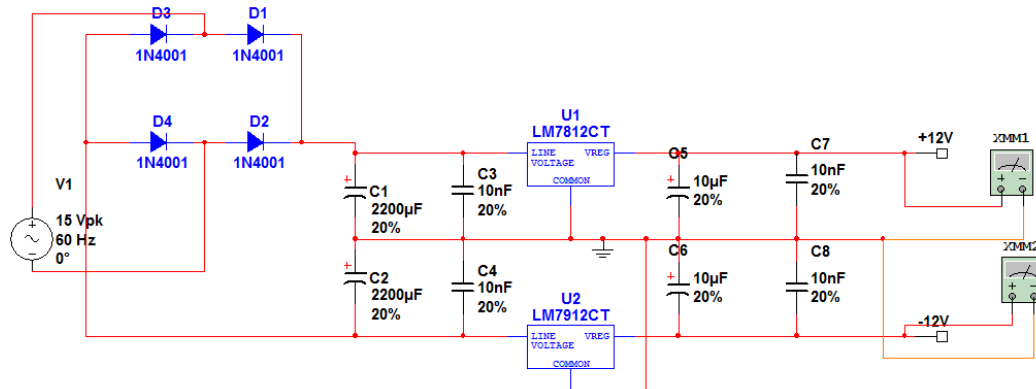 D3
D1
1N4001
1N4001
D4
D2
1N4001
1N4001
V1
15 Vpk
60 Hz
0°
C1
2200µF
20%
C2
2200µF
20%
C3
10nF
20%
C4
10nF
20%
U1
LM7812CT
LINE VREG
VOLTAGE
COMMON
U2
LM7912CT
LINE VREG
VOLTAGE
COMMON
C5
10µF
20%
C6
10µF
20%
C7
10nF
20%
C8
10nF
20%
+12V
-12V
XMM1
XMM2